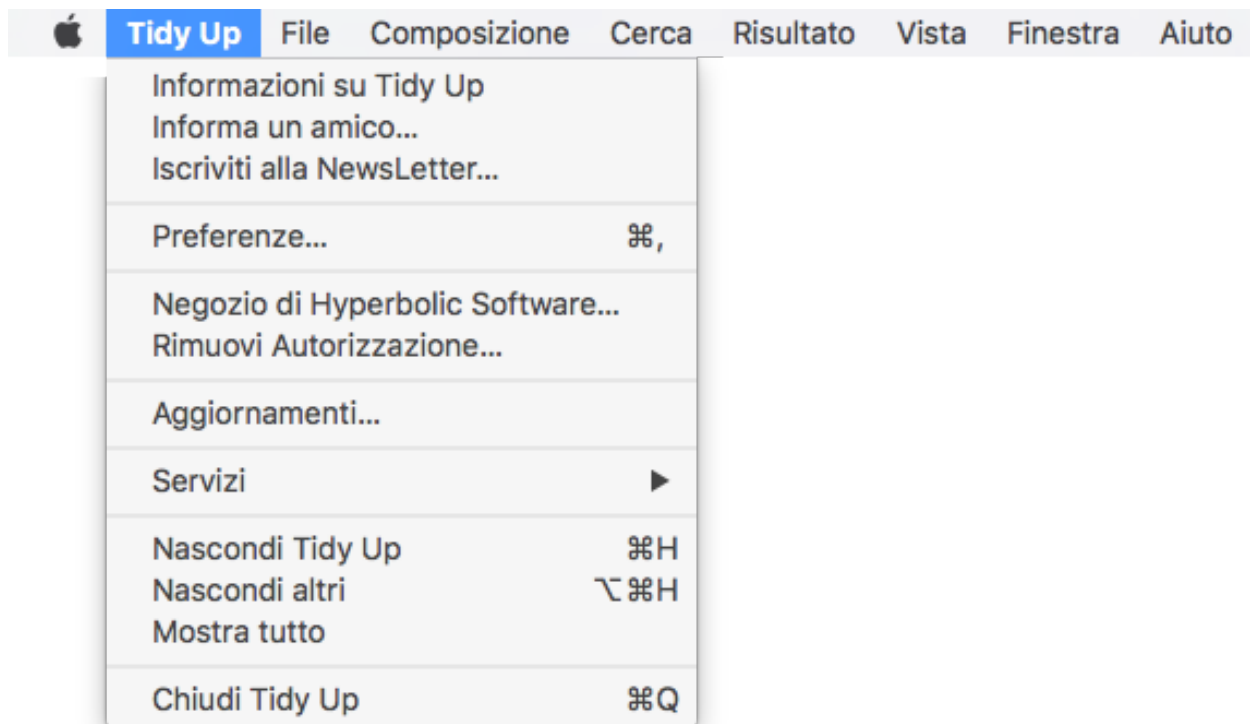 Tidy Up File Composizione Cerca Risultato Vista Finestra Aiuto
Informazioni su Tidy Up
Informa un amico...
Iscriviti alla NewsLetter...
Preferenze... ⌘,
Negozio di Hyperbolic Software...
Rimuovi Autorizzazione...
Aggiornamenti...
Servizi ▶
Nascondi Tidy Up ⌘H
Nascondi altri ⌥⌘H
Mostra tutto
Chiudi Tidy Up ⌘Q